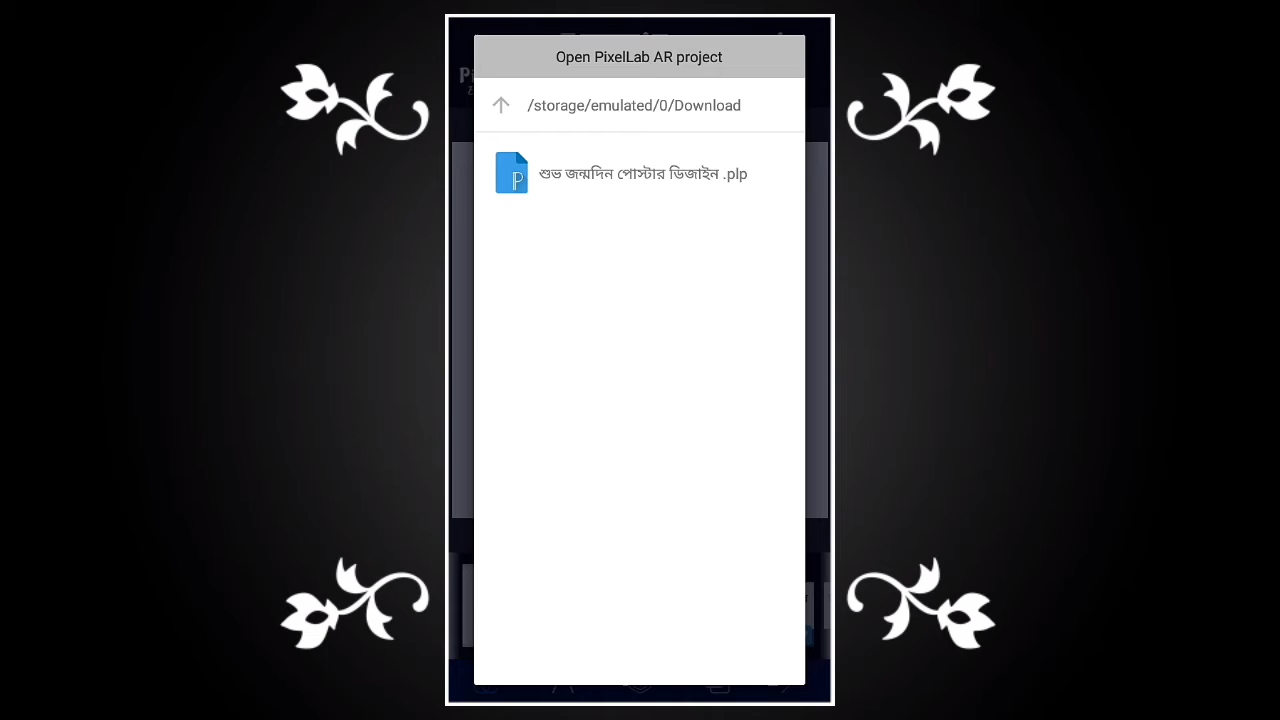 Open PixelLab AR project
/storage/emulated/0/Download
শুভ জন্মদিন পোস্টার ডিজাইন .plp